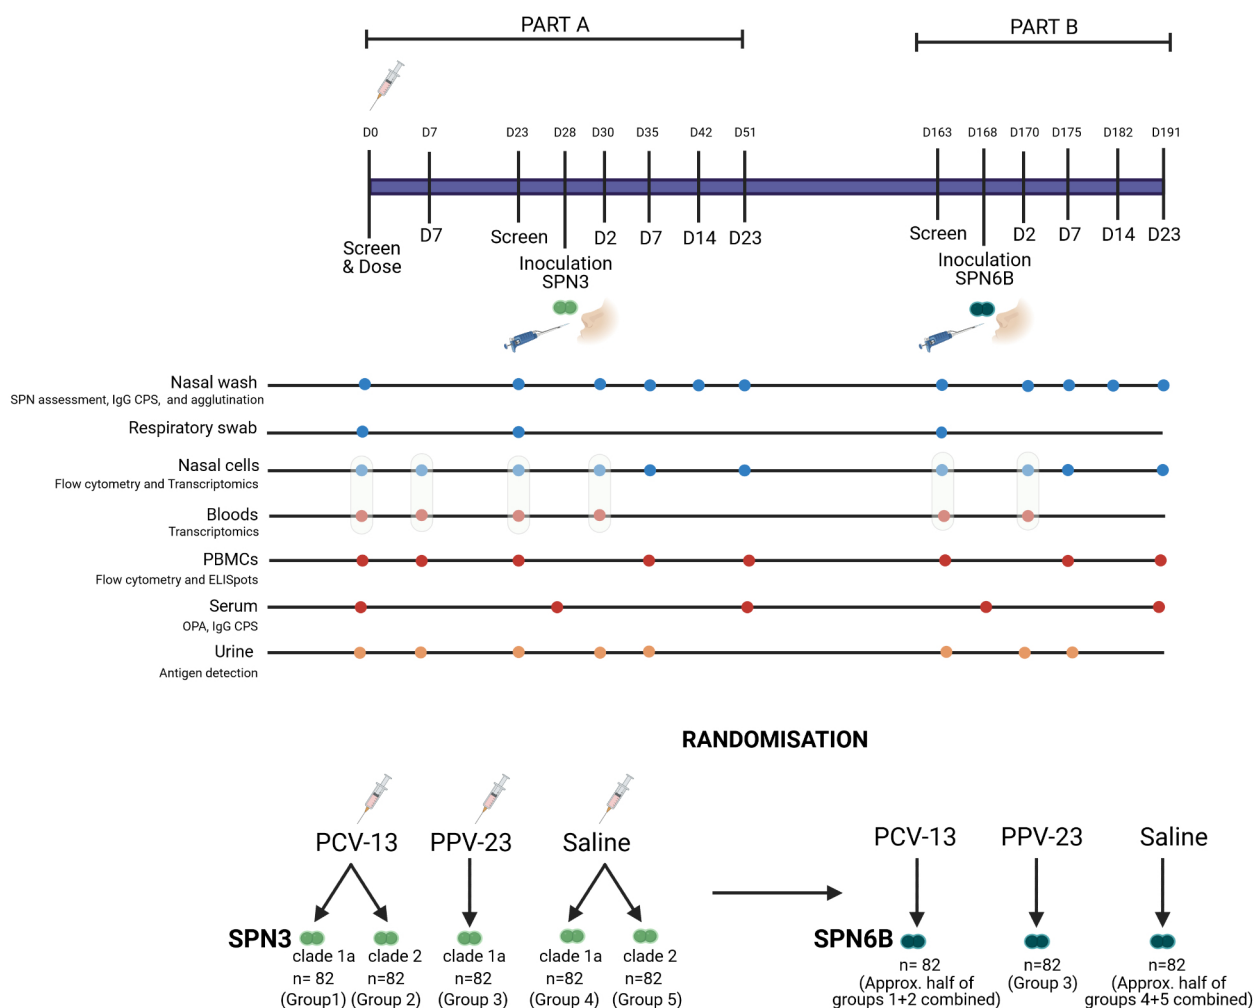 PART A
PART B
D0 D7 D23 D28 D30 D35 D42 D51 D163 D168 D170 D175 D182 D191
Screen & Dose
D7
Screen
Inoculation
SPN3
D2
D7
D14
D23
Screen
Inoculation
SPN6B
D2
D7
D14
D23
Nasal wash
SPN assessment, IgG CPS, and agglutination
Respiratory swab
Nasal cells
Flow cytometry and Transcriptomics
Bloods
Transcriptomics
PBMCs
Flow cytometry and ELISpots
Serum
OPA, IgG CPS
Urine
Antigen detection
RANDOMISATION
PCV-13 PPV-23 Saline
PCV-13 PPV-23 Saline
SPN3
clade 1a clade 2 clade 1a clade 1a clade 2
n= 82 n=82 n=82 n= 82 n=82
(Group1) (Group 2) (Group 3) (Group 4) (Group 5)
SPN6B
n= 82 n=82 n=82
(Approx. half of (Group 3) (Approx. half of
groups 1+2 combined) groups 4+5 combined)